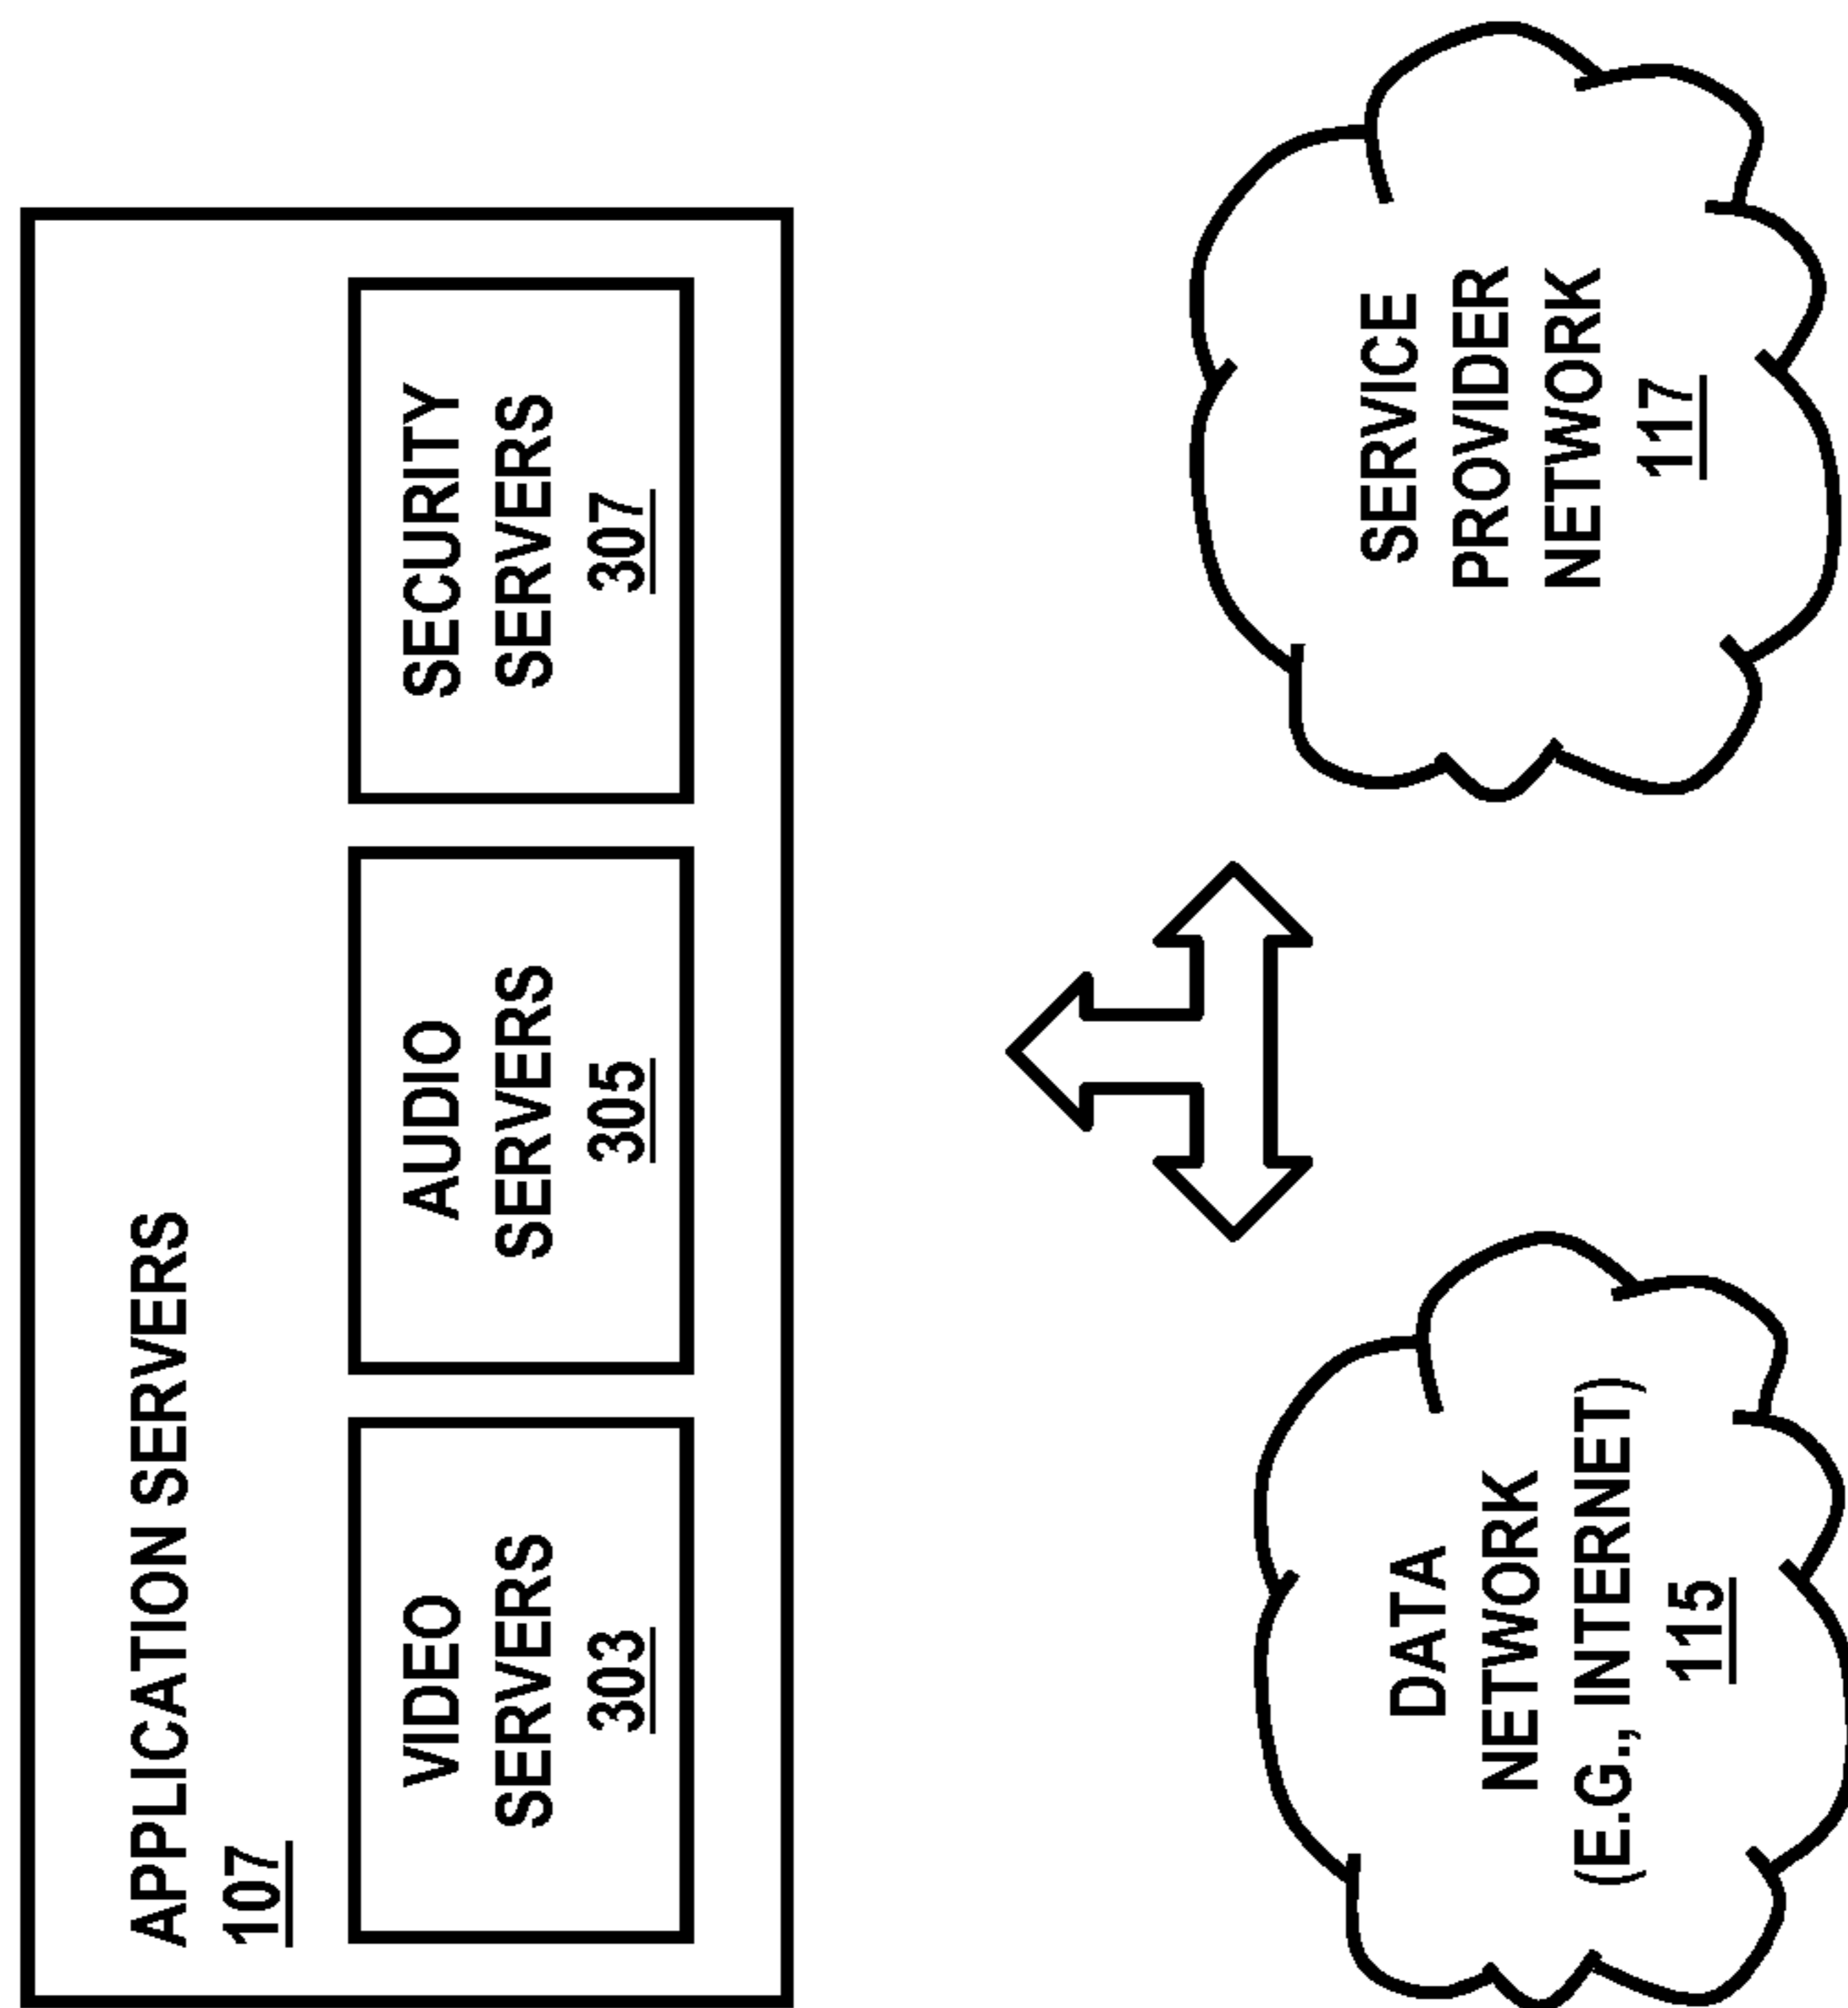 APPLICATION SERVERS
107
VIDEO
SERVERS
303
AUDIO
SERVERS
305
SECURITY
SERVERS
307
DATA
NETWORK
(E.G., INTERNET)
115
SERVICE
PROVIDER
NETWORK
117